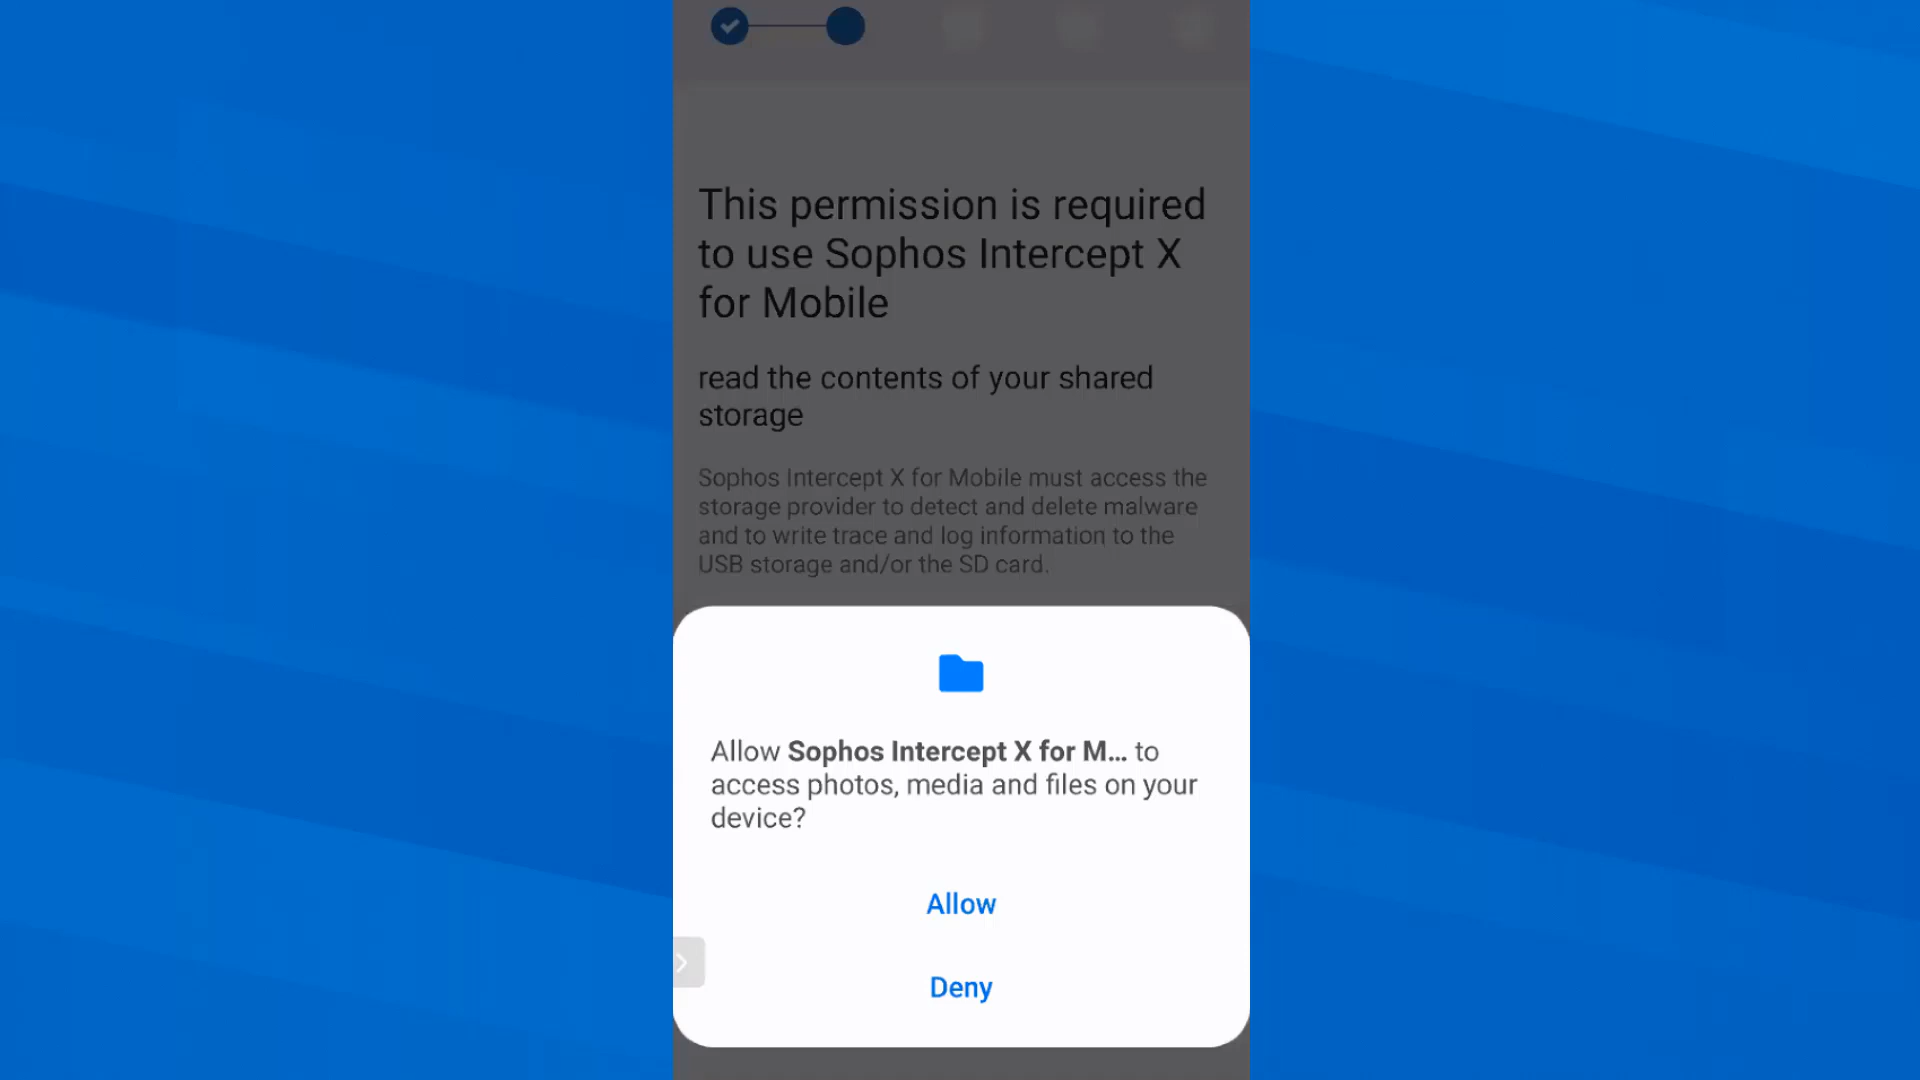 This permission is required
to use Sophos Intercept X
for Mobile
read the contents of your shared
storage
Sophos Intercept X for Mobile must access the
storage provider to detect and delete malware
and to write trace and log information to the
USB storage and/or the SD card.
Allow Sophos Intercept X for M... to
access photos, media and files on your
device?
Allow
Deny